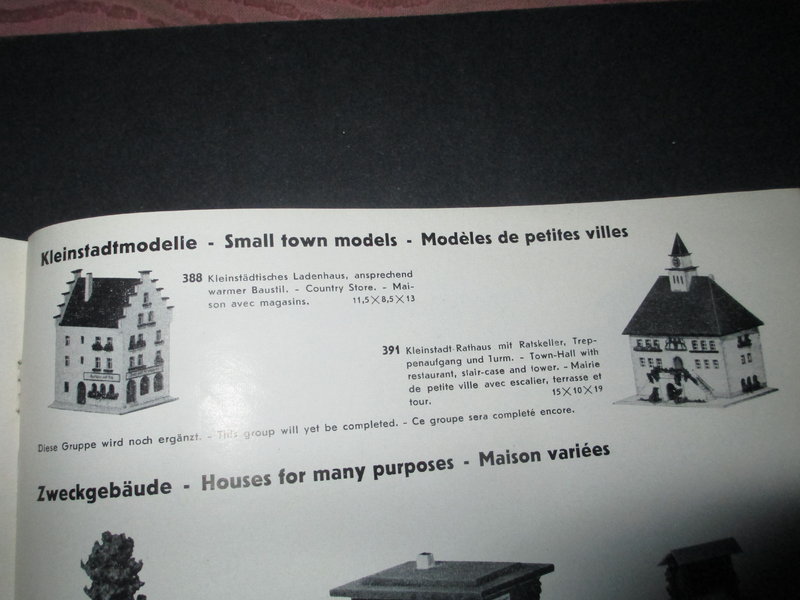 Kleinstadtmodelle - Small town models - Modèles de petites villes
388 Kleinstädtisches Ladenhaus, ansprechend
warmer Baustil. - Country Store. - Mai-
son avec magasins. 11,5×8,5×13
391 Kleinstadt-Rathaus mit Ratskeller, Trep-
penaufgang und Turm. - Town-Hall with
restaurant, stair-case and tower. - Mairie
de petite ville avec escalier, terrasse et
tour. 15×10×19
Diese Gruppe wird noch ergänzt. - This group will yet be completed. - Ce groupe sera completé encore.
Zweckgebäude - Houses for many purposes - Maison variées